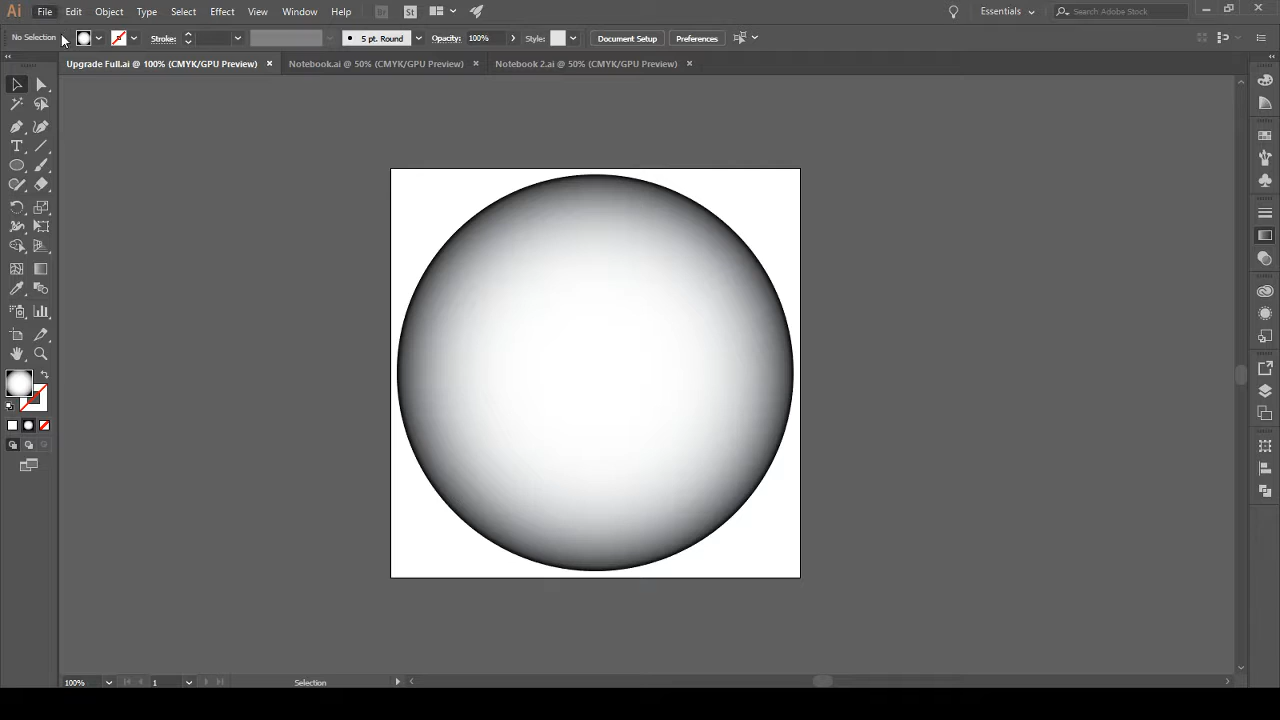 Ai File Edit Object Type Select Effect View Window Help Br St Essentials Search Adobe Stock
No Selection Stroke: 5 pt. Round Opacity: 100% Style: Document Setup Preferences
Upgrade Full.ai @ 100% (CMYK/GPU Preview) Notebook.ai @ 50% (CMYK/GPU Preview) Notebook 2.ai @ 50% (CMYK/GPU Preview)
100% 1 Selection